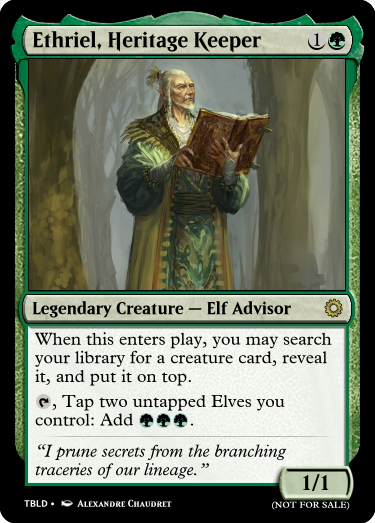 Ethriel, Heritage Keeper 1
Legendary Creature — Elf Advisor
When this enters play, you may search
your library for a creature card, reveal
it, and put it on top.
, Tap two untapped Elves you
control: Add .
“I prune secrets from the branching
traceries of our lineage.”
1/1
TBLD • Alexandre Chaudret
(NOT FOR SALE)